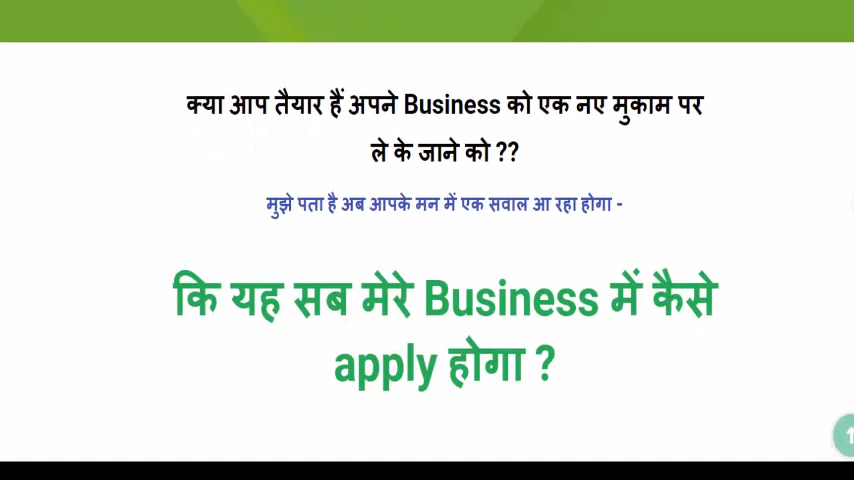 क्या आप तैयार हैं अपने Business को एक नए मुकाम पर
ले के जाने को ??
मुझे पता है अब आपके मन में एक सवाल आ रहा होगा -
कि यह सब मेरे Business में कैसे
apply होगा ?